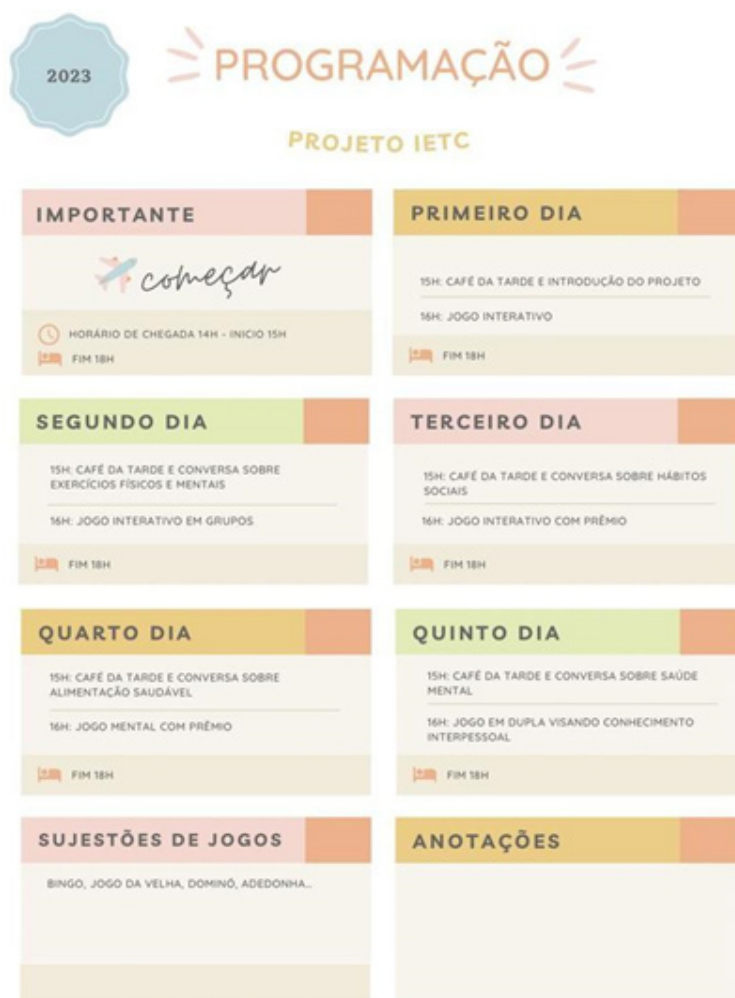 2023
PROGRAMAÇÃO
PROJETO IETC
IMPORTANTE
começar
HORÁRIO DE CHEGADA 14H - INICIO 15H
FIM 18H
PRIMEIRO DIA
15H: CAFÉ DA TARDE E INTRODUÇÃO DO PROJETO
16H: JOGO INTERATIVO
FIM 18H
SEGUNDO DIA
15H: CAFÉ DA TARDE E CONVERSA SOBRE
EXERCÍCIOS FÍSICOS E MENTAIS
16H: JOGO INTERATIVO EM GRUPOS
FIM 18H
TERCEIRO DIA
15H: CAFÉ DA TARDE E CONVERSA SOBRE HÁBITOS
SOCIAIS
16H: JOGO INTERATIVO COM PRÊMIO
FIM 18H
QUARTO DIA
15H: CAFÉ DA TARDE E CONVERSA SOBRE
ALIMENTAÇÃO SAUDÁVEL
16H: JOGO MENTAL COM PRÊMIO
FIM 18H
QUINTO DIA
15H: CAFÉ DA TARDE E CONVERSA SOBRE SAÚDE
MENTAL
16H: JOGO EM DUPLA VISANDO CONHECIMENTO
INTERPESSOAL
FIM 18H
SUJESTÕES DE JOGOS
BINGO, JOGO DA VELHA, DOMINÓ, ADEDONHA...
ANOTAÇÕES